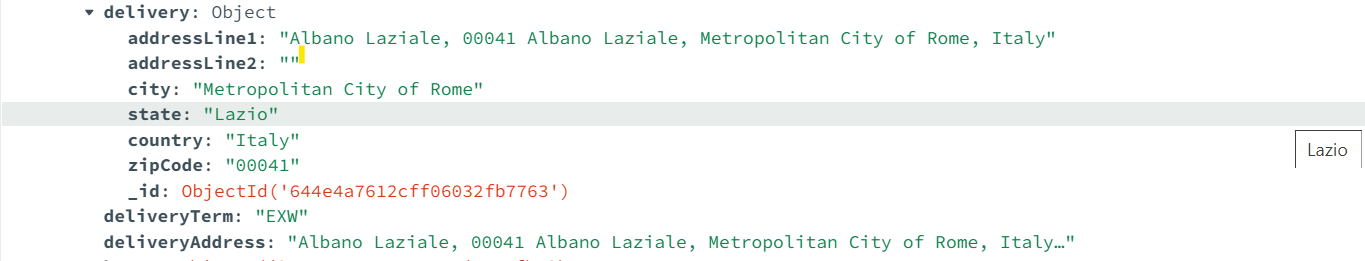 delivery: Object
addressLine1: "Albano Laziale, 00041 Albano Laziale, Metropolitan City of Rome, Italy"
addressLine2: ""
city: "Metropolitan City of Rome"
state: "Lazio"
country: "Italy"
Lazio
zipCode: "00041"
_id: ObjectId('644e4a7612cff06032fb7763')
deliveryTerm: "EXW"
deliveryAddress: "Albano Laziale, 00041 Albano Laziale, Metropolitan City of Rome, Italy…"